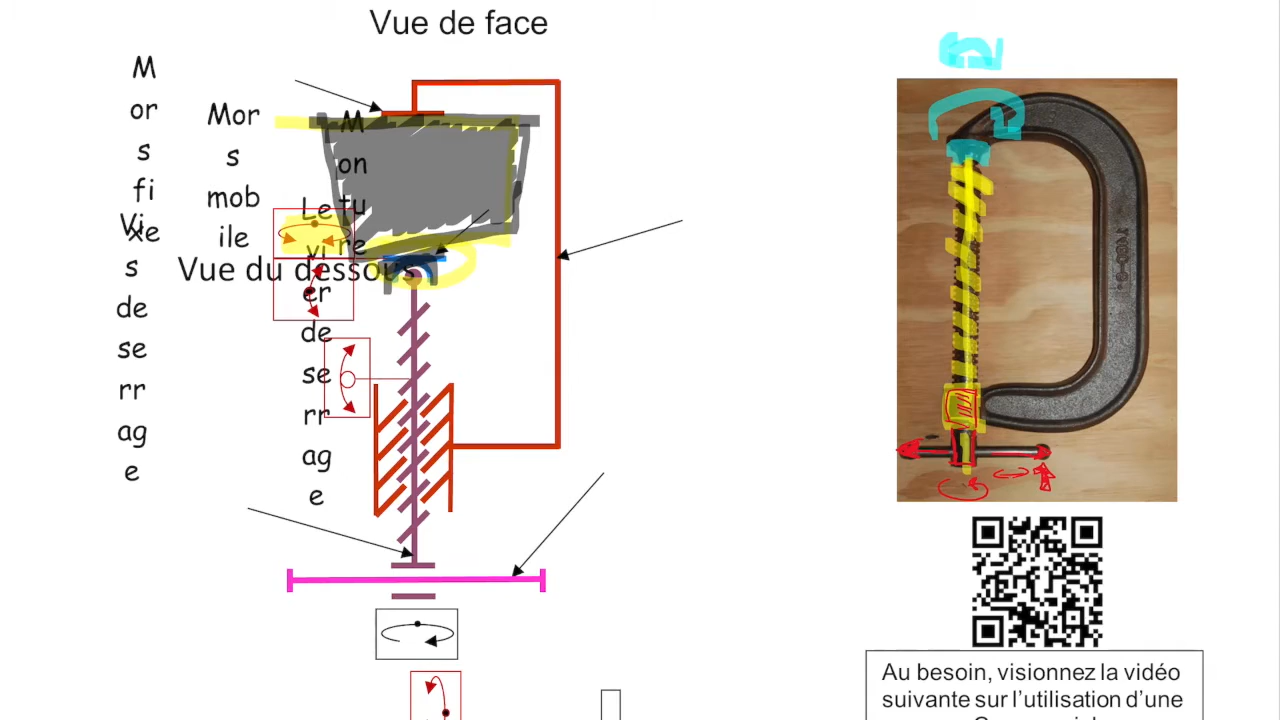 Vue de face
M
or
s
fi
xe
Vi
s
de
se
rr
ag
e
Mor
s
mob
ile
M
on
tu
re
Le
vi
er
de
se
rr
ag
e
Vue du dessous
Au besoin, visionnez la vidéo
suivante sur l’utilisation d’une